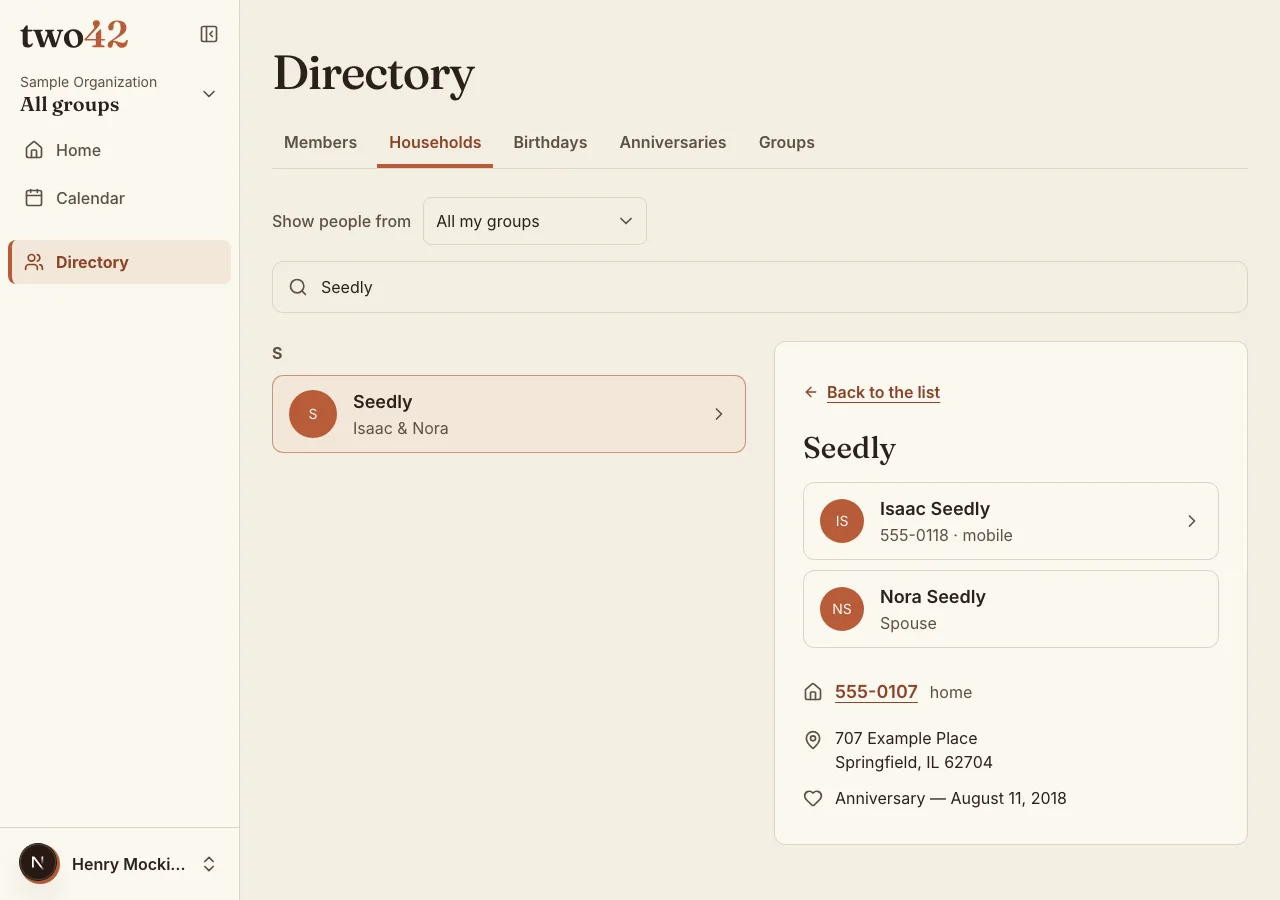 two42
Sample Organization
All groups
Home
Calendar
Directory
N
Henry Mocki...
Directory
Members
Households
Birthdays
Anniversaries
Groups
Show people from
All my groups
Seedly
S
S
Seedly
Isaac & Nora
Back to the list
Seedly
IS
Isaac Seedly
555-0118 · mobile
NS
Nora Seedly
Spouse
555-0107 home
707 Example Place
Springfield, IL 62704
Anniversary — August 11, 2018